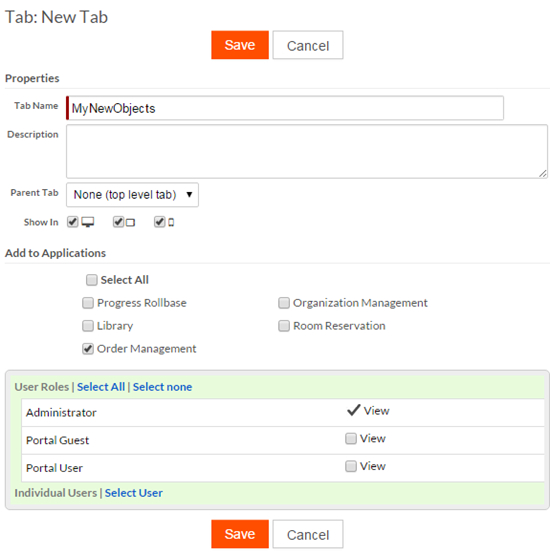 Tab: New Tab
Save Cancel
Properties
Tab Name MyNewObjects
Description
Parent Tab None (top level tab)
Show In
Add to Applications
Select All
Progress Rollbase Organization Management
Library Room Reservation
Order Management
User Roles | Select All | Select none
Administrator View
Portal Guest View
Portal User View
Individual Users | Select User
Save Cancel